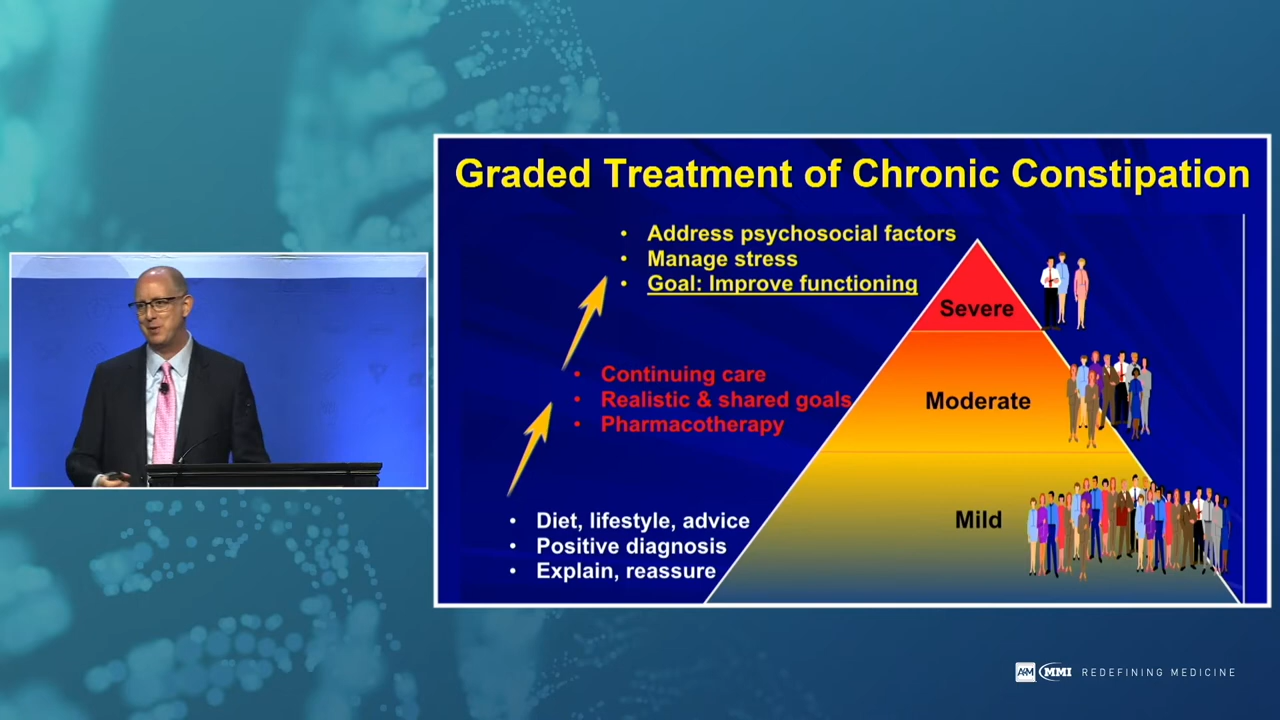 Graded Treatment of Chronic Constipation
• Address psychosocial factors
• Manage stress
• Goal: Improve functioning
Severe
• Continuing care
• Realistic & shared goals
• Pharmacotherapy
Moderate
• Diet, lifestyle, advice
• Positive diagnosis
• Explain, reassure
Mild
A4M MMI REDEFINING MEDICINE